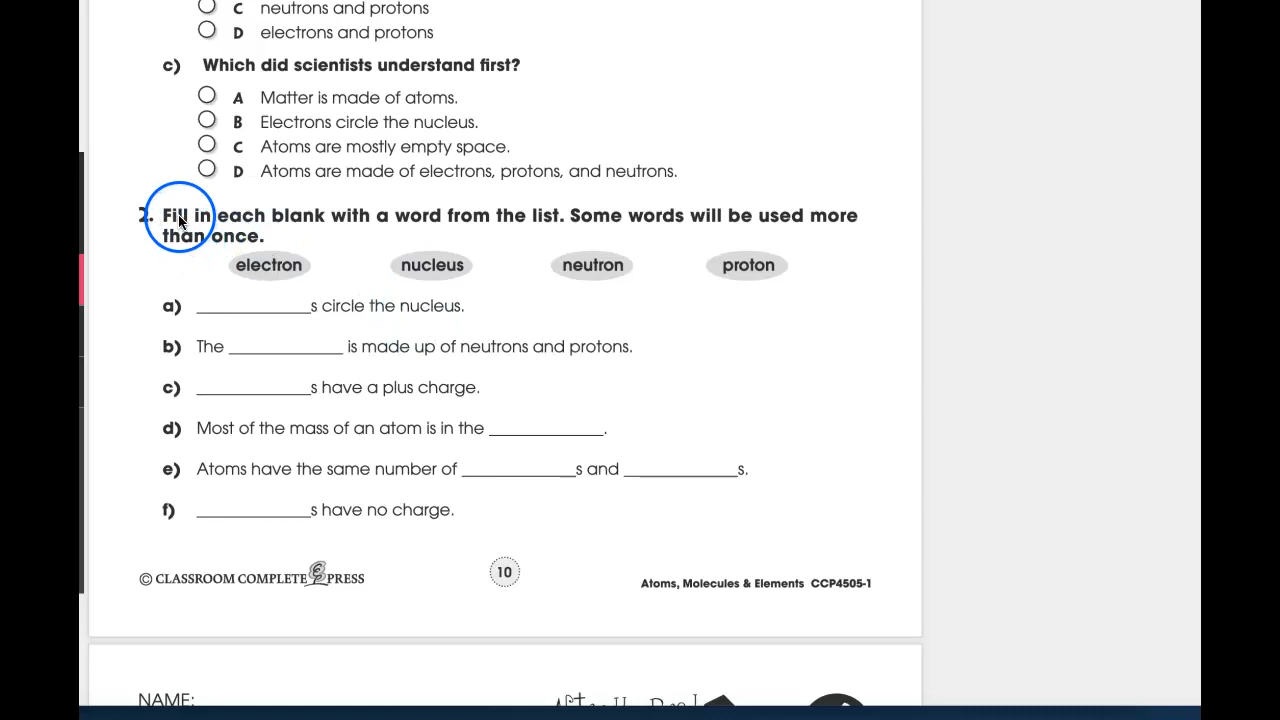 C neutrons and protons
D electrons and protons
c) Which did scientists understand first?
A Matter is made of atoms.
B Electrons circle the nucleus.
C Atoms are mostly empty space.
D Atoms are made of electrons, protons, and neutrons.
2. Fill in each blank with a word from the list. Some words will be used more
than once.
electron nucleus neutron proton
a) ____________s circle the nucleus.
b) The ____________ is made up of neutrons and protons.
c) ____________s have a plus charge.
d) Most of the mass of an atom is in the ____________.
e) Atoms have the same number of ____________s and ____________s.
f) ____________s have no charge.
© CLASSROOM COMPLETE PRESS
10
Atoms, Molecules & Elements CCP4505-1
NAME: